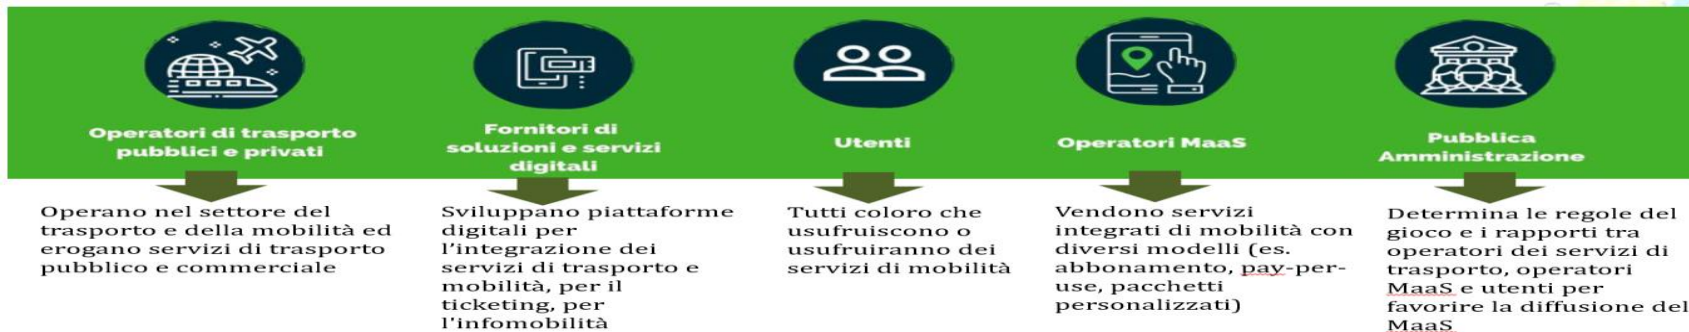 Operatori di trasporto
pubblici e privati
Operano nel settore del
trasporto e della mobilità ed
erogano servizi di trasporto
pubblico e commerciale
Fornitori di
soluzioni e servizi
digitali
Sviluppano piattaforme
digitali per
l'integrazione dei
servizi di trasporto e
mobilità, per il
ticketing, per
l'infomobilità
Utenti
Tutti coloro che
usufruiscono o
usufruiranno dei
servizi di mobilità
Operatori MaaS
Vendono servizi
integrati di mobilità con
diversi modelli (es.
abbonamento, pay-per-
use, pacchetti
personalizzati)
Pubblica
Amministrazione
Determina le regole del
gioco e i rapporti tra
operatori dei servizi di
trasporto, operatori
MaaS e utenti per
favorire la diffusione del
MaaS